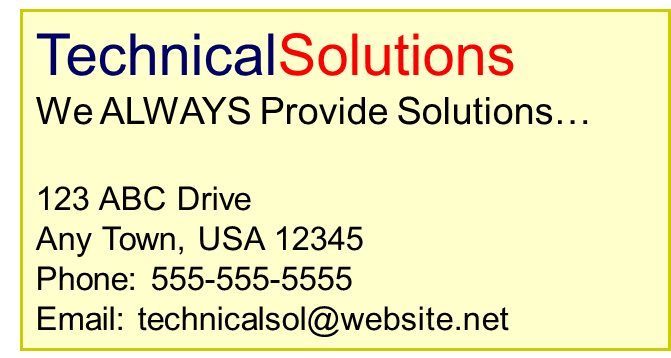 TechnicalSolutions
We ALWAYS Provide Solutions…
123 ABC Drive
Any Town, USA 12345
Phone: 555-555-5555
Email: technicalsol@website.net